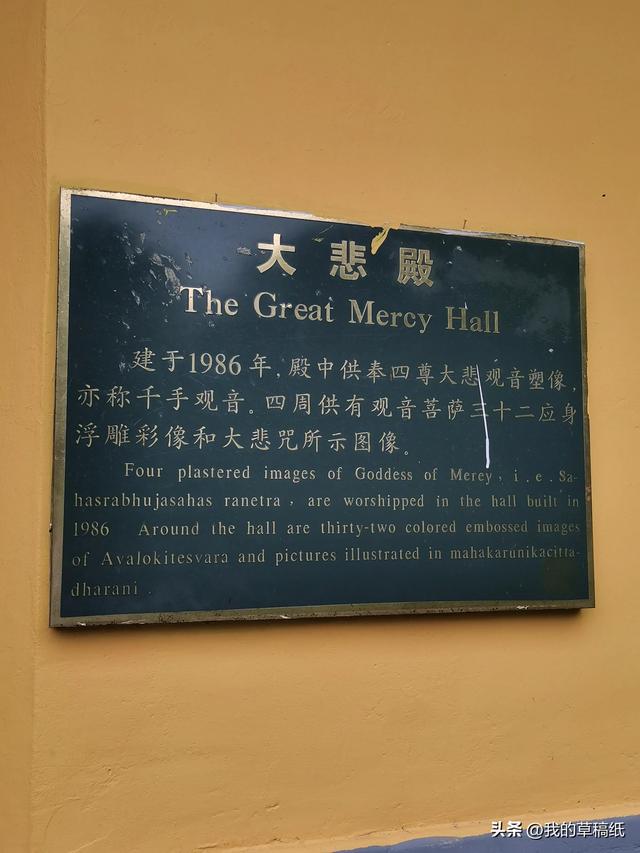 大悲殿
The Great Mercy Hall
建于1986年,殿中供奉四尊大悲观音塑像,
亦称千手观音。四周供有观音菩萨三十二应身
浮雕彩像和大悲咒所示图像。
Four plastered images of Goddess of Mercy, i.e.Sa-
hasrabhujasahas ranetra, are worshipped in the hall built in
1986 Around the hall are thirty-two colored embossed images
of Avalokitesvara and pictures illustrated in mahakarunikacitta-
dharani.
头条 @我的草稿纸